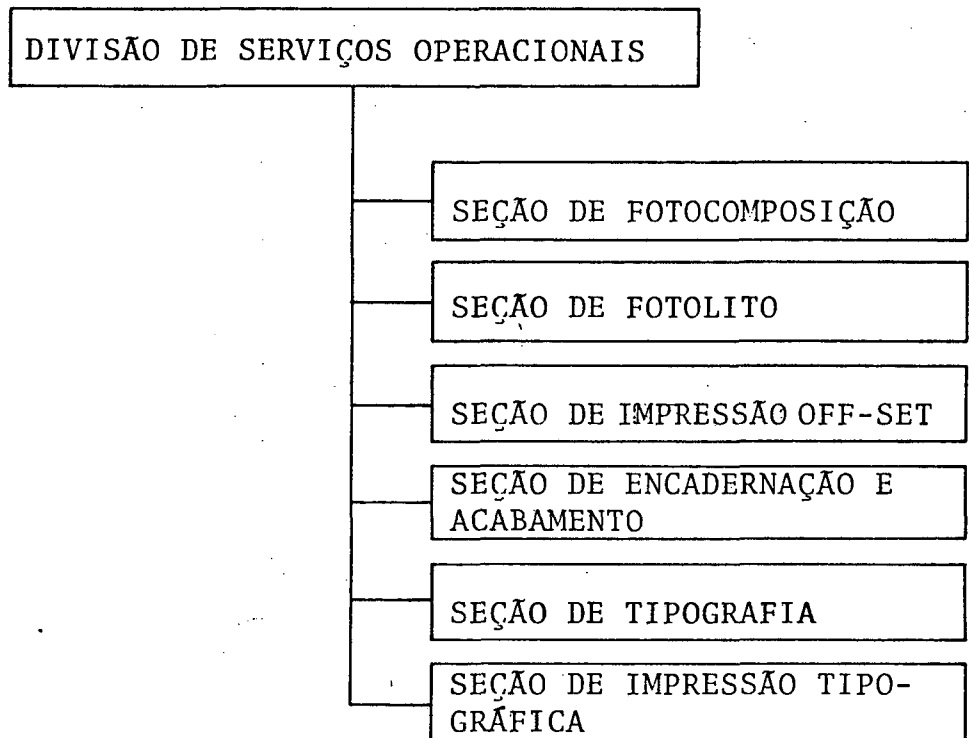 DIVISÃO DE SERVIÇOS OPERACIONAIS
SEÇÃO DE FOTOCOMPOSIÇÃO
SEÇÃO DE FOTOLITO
SEÇÃO DE IMPRESSÃO OFF-SET
SEÇÃO DE ENCADERNAÇÃO E
ACABAMENTO
SEÇÃO DE TIPOGRAFIA
SEÇÃO DE IMPRESSÃO TIPO-
GRÁFICA